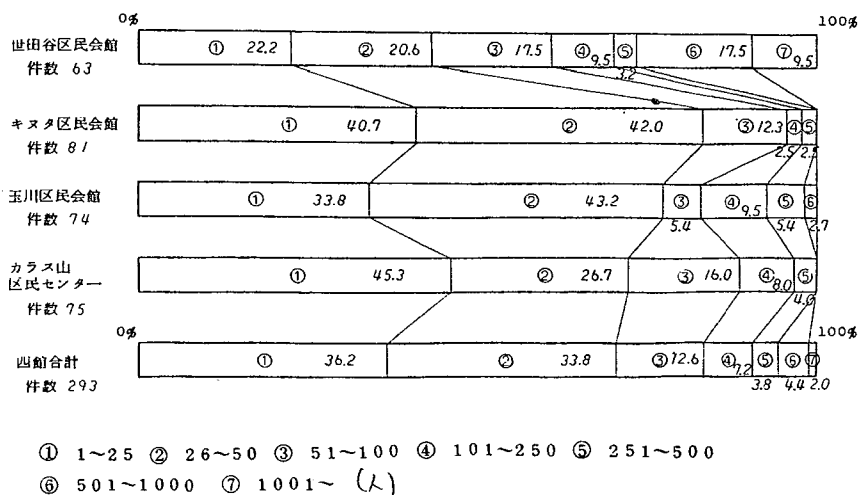 0% 100%
世田谷区民会館 ① 22.2 ② 20.6 ③ 17.5 ④ 9.5 ⑤ 3.2 ⑥ 17.5 ⑦ 9.5
件数 63
キヌタ区民会館 ① 40.7 ② 42.0 ③ 12.3 ④ 2.5 ⑤ 2.5
件数 81
玉川区民会館 ① 33.8 ② 43.2 ③ 5.4 ④ 9.5 ⑤ 5.4 ⑥ 2.7
件数 74
カラス山
区民センター ① 45.3 ② 26.7 ③ 16.0 ④ 8.0 ⑤ 4.0
件数 75
0% 100%
四館合計 ① 36.2 ② 33.8 ③ 12.6 ④ 7.2 ⑤ 3.8 ⑥ 4.4 ⑦ 2.0
件数 293
① 1~25 ② 26~50 ③ 51~100 ④ 101~250 ⑤ 251~500
⑥ 501~1000 ⑦ 1001~ (人)